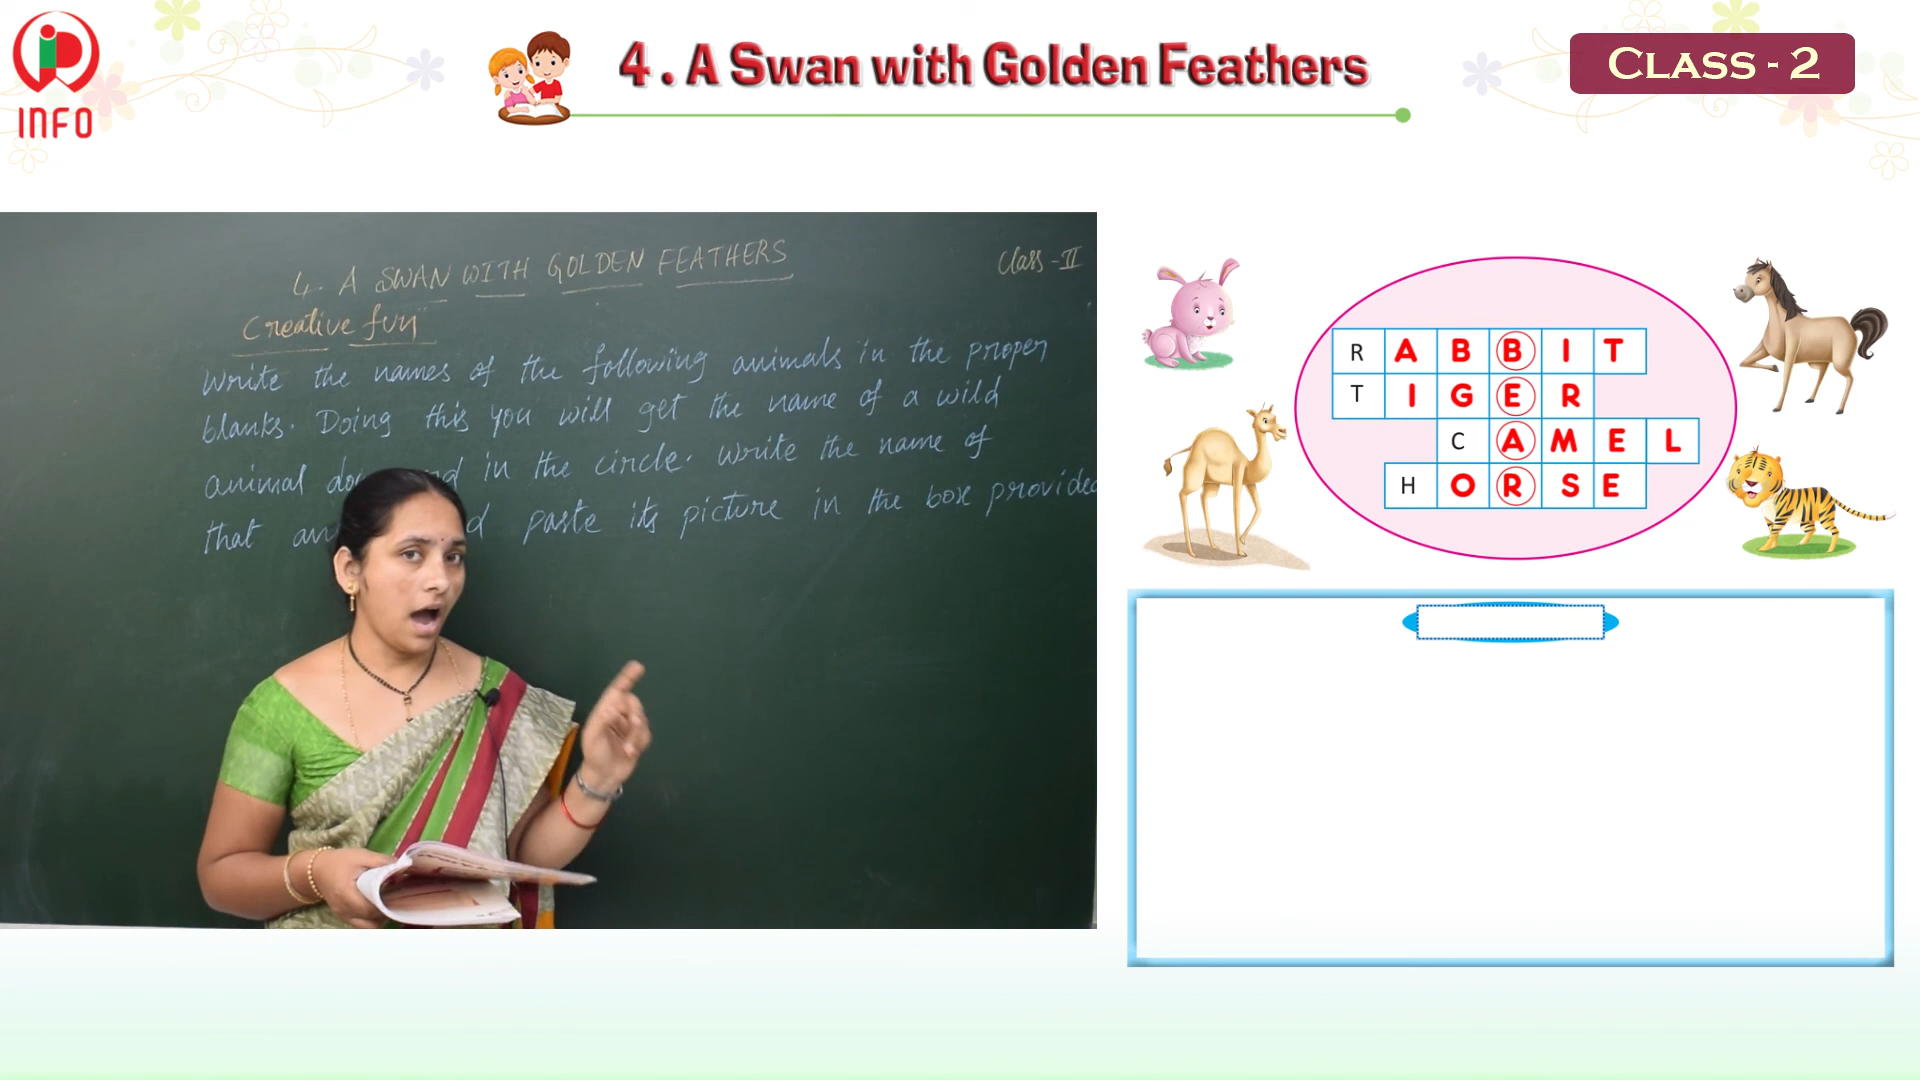 INFO
4 . A Swan with Golden Feathers
CLASS - 2
4. A SWAN WITH GOLDEN FEATHERS
Class - II
Creative fun
Write the names of the following animals in the proper
blanks. Doing this you will get the name of a wild
animal in the circle. Write the name of
that paste its picture in the box provided
R A B B I T
T I G E R
C A M E L
H O R S E